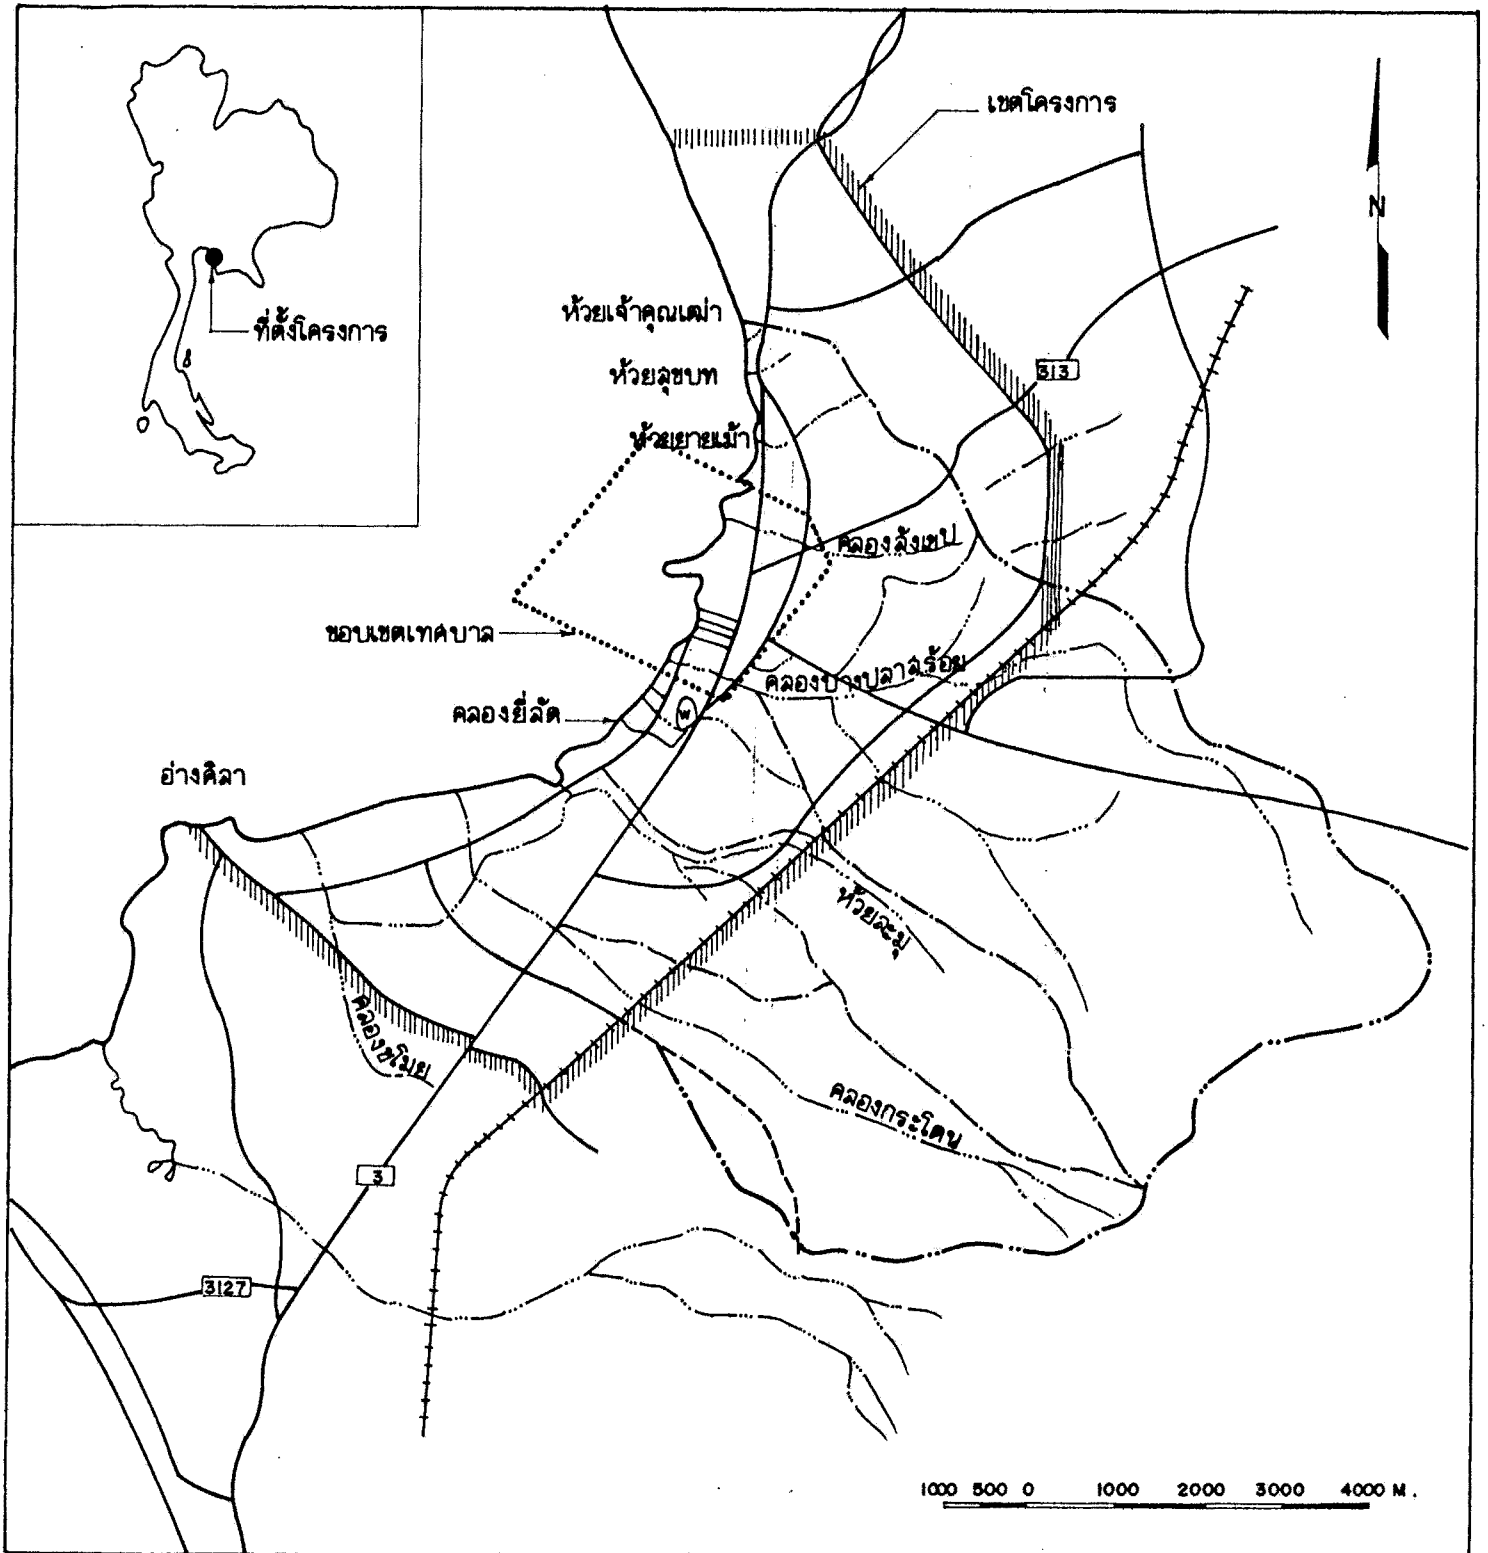 เขตโครงการ
N
ที่ตั้งโครงการ
ห้วยเจ้าคุณเฒ่า
ห้วยสุขบท
313
ห้วยยายเม้า
คลองสังเขป
ขอบเขตเทศบาล
คลองบางปลาสร้อย
คลองยี่สัด
W
อ่างศิลา
ห้วยละมุ
คลองขโมย
คลองกระโดน
3
3127
1000 500 0 1000 2000 3000 4000 M.